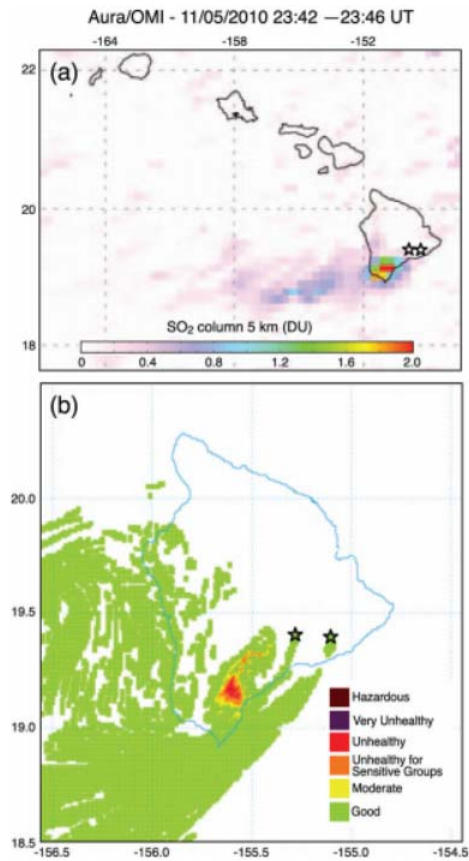 Aura/OMI - 11/05/2010 23:42 —23:46 UT
-164 -158 -152
(a)
22
20
18
SO₂ column 5 km (DU)
0 0.4 0.8 1.2 1.6 2.0
(b)
20.0
19.5
19.0
18.5
Hazardous
Very Unhealthy
Unhealthy
Unhealthy for
Sensitive Groups
Moderate
Good
-156.5 -156.0 -155.5 -155.0 -154.5